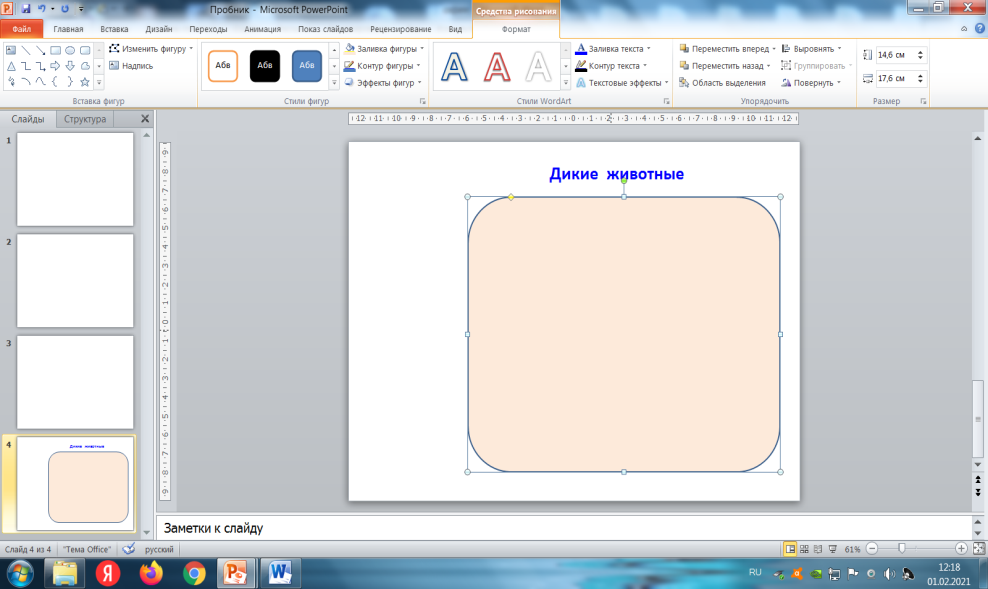 Пробник - Microsoft PowerPoint
Средства рисования
Файл Главная Вставка Дизайн Переходы Анимация Показ слайдов Рецензирование Вид Формат
Изменить фигуру
Надпись
Вставка фигур
Абв Абв Абв
Заливка фигуры
Контур фигуры
Эффекты фигур
Стили фигур
A A A
Заливка текста
Контур текста
Текстовые эффекты
Стили WordArt
Переместить вперед
Переместить назад
Область выделения
Выровнять
Группировать
Повернуть
Упорядочить
14,6 см
17,6 см
Размер
Слайды Структура
1
2
3
4
Дикие животные
Дикие животные
Заметки к слайду
Слайд 4 из 4 "Тема Office" русский 61%
RU 12:18
01.02.2021